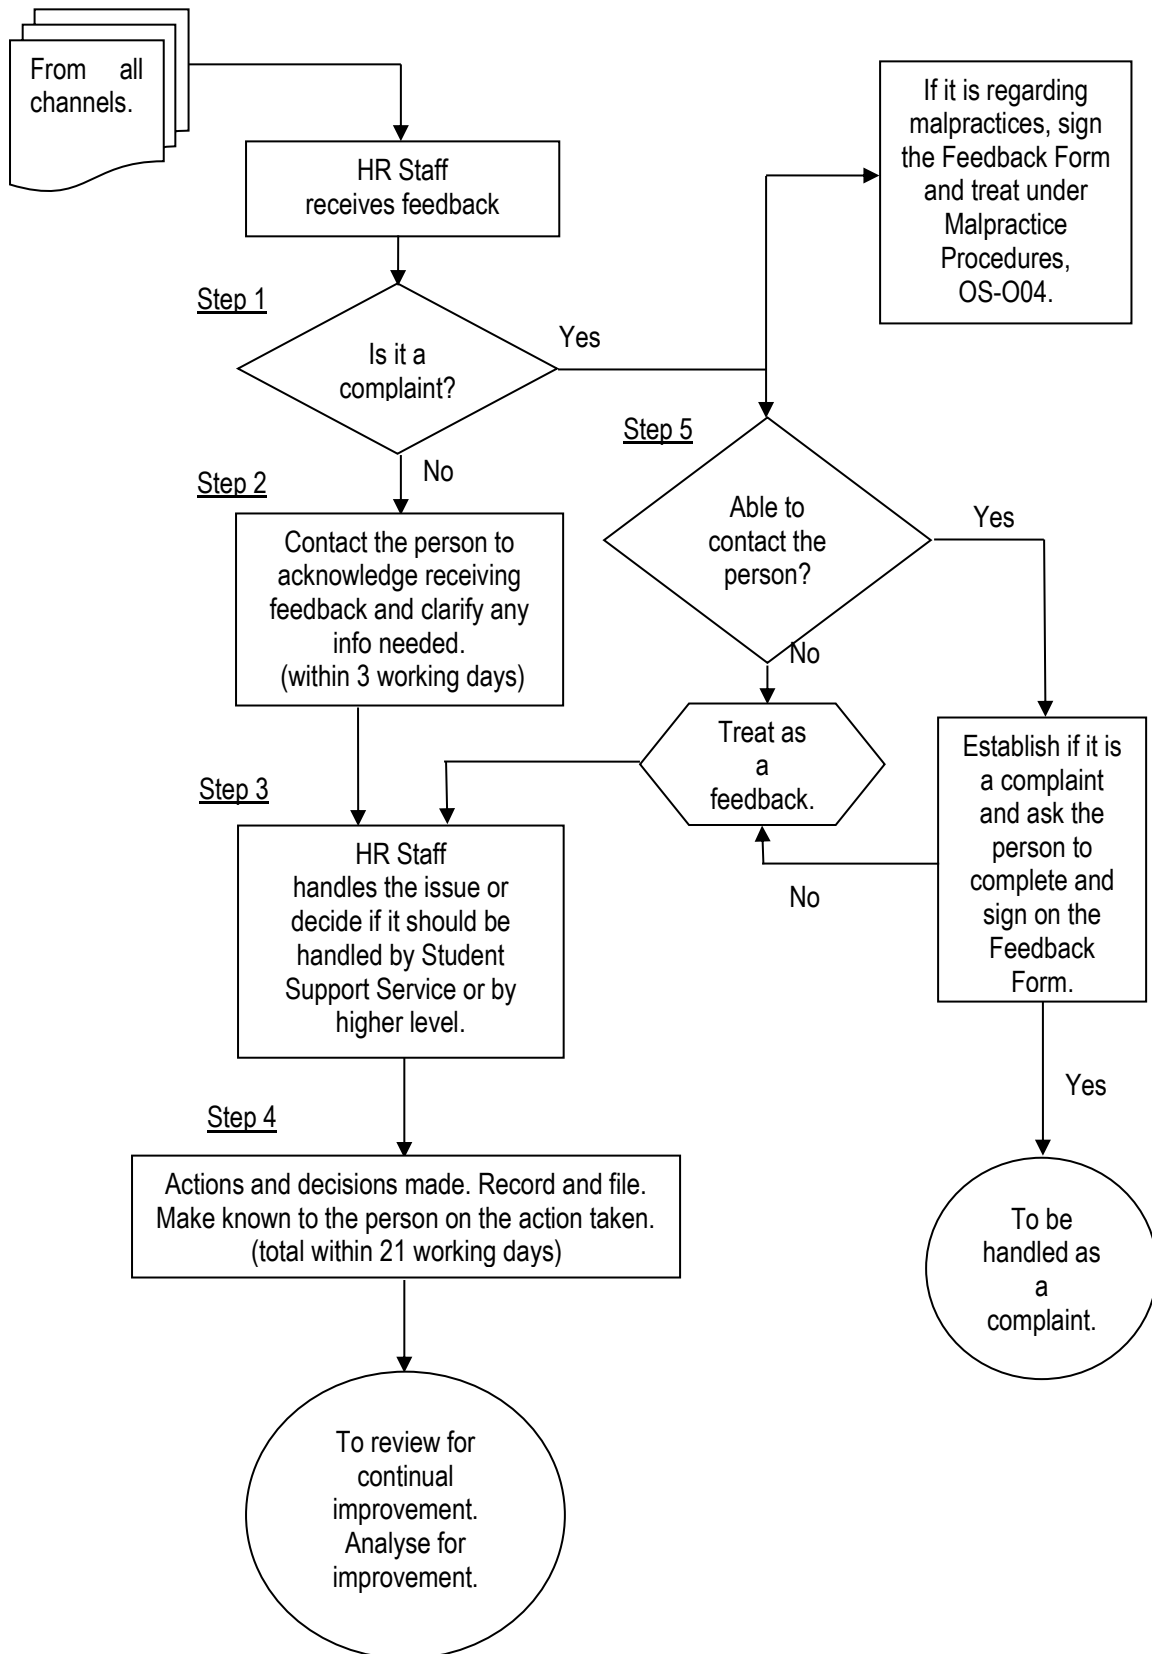 From all
channels.
HR Staff
receives feedback
If it is regarding
malpractices, sign
the Feedback Form
and treat under
Malpractice
Procedures,
OS-O04.
Step 1
Is it a
complaint?
Yes
No
Step 2
Contact the person to
acknowledge receiving
feedback and clarify any
info needed.
(within 3 working days)
Step 5
Able to
contact the
person?
Yes
No
Treat as
a
feedback.
Establish if it is
a complaint
and ask the
person to
complete and
sign on the
Feedback
Form.
No
Yes
Step 3
HR Staff
handles the issue or
decide if it should be
handled by Student
Support Service or by
higher level.
Step 4
Actions and decisions made. Record and file.
Make known to the person on the action taken.
(total within 21 working days)
To be
handled as
a
complaint.
To review for
continual
improvement.
Analyse for
improvement.